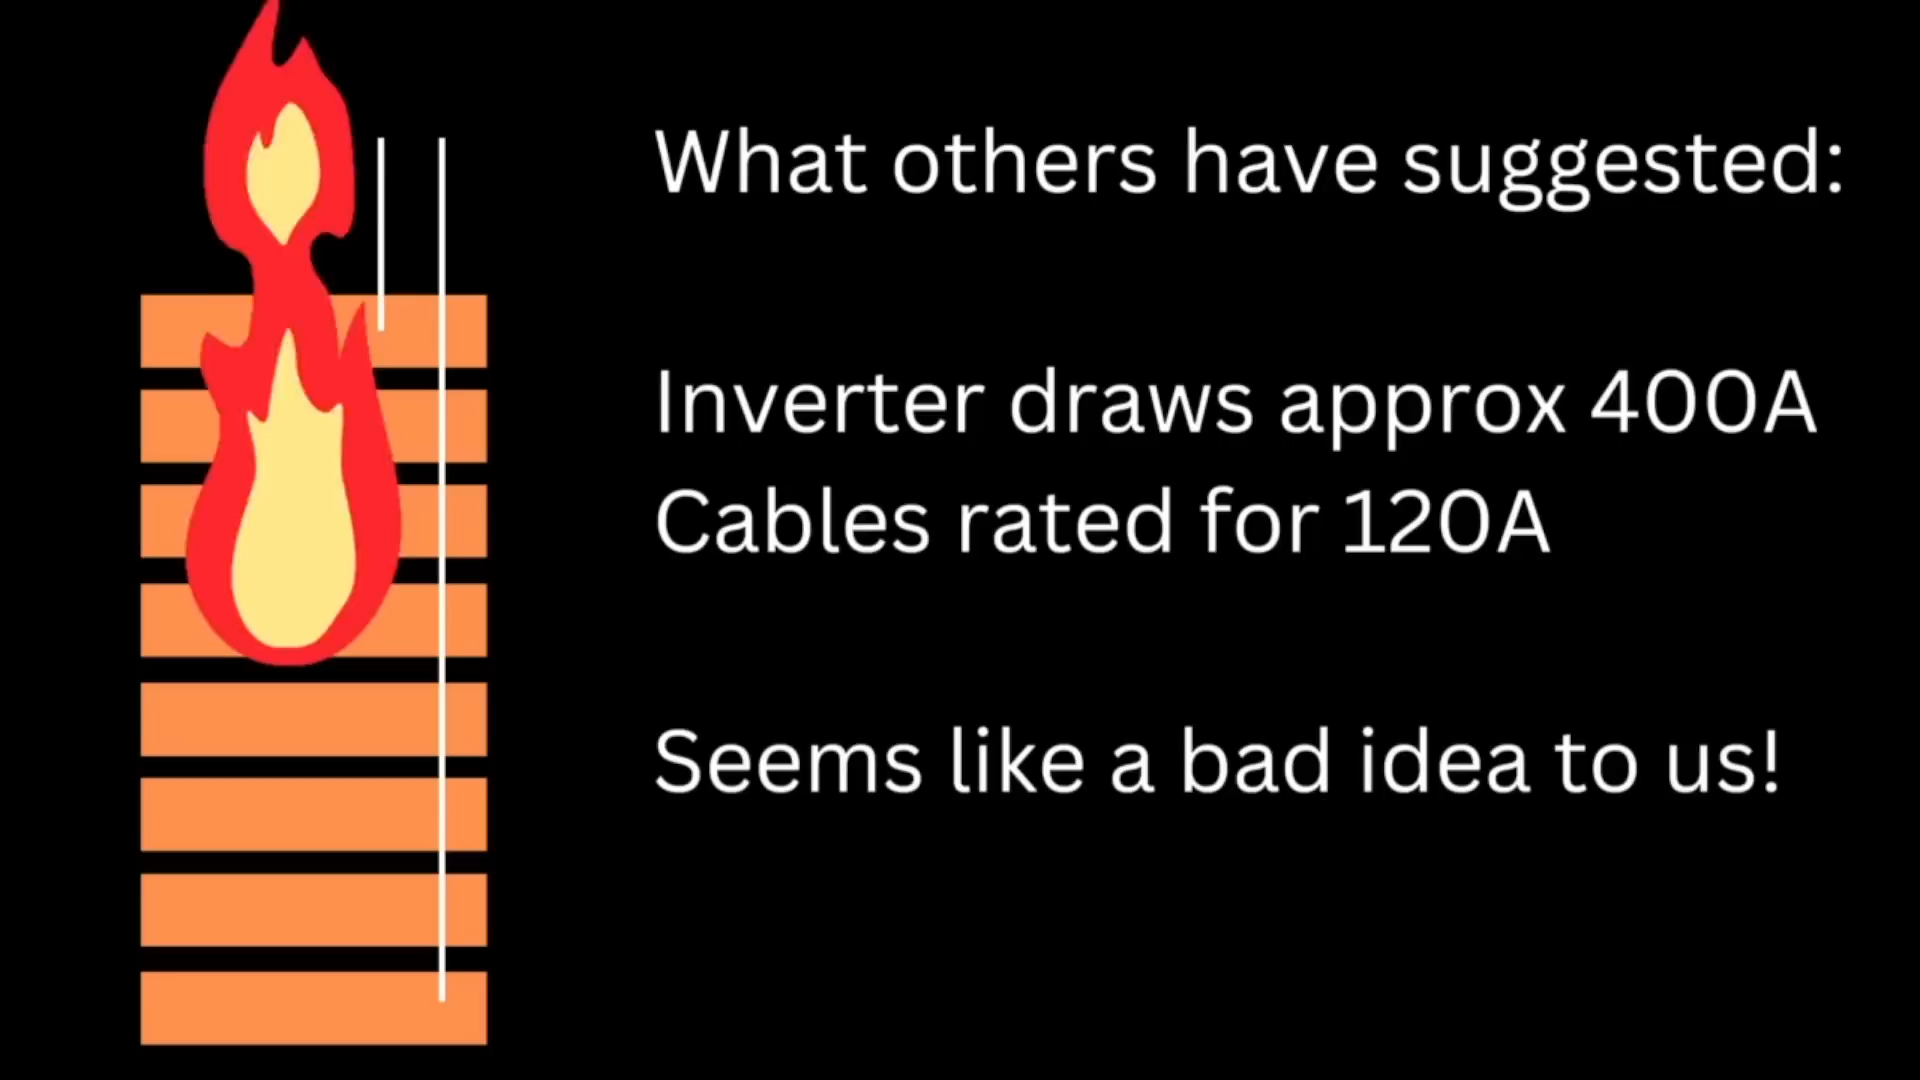 What others have suggested:
Inverter draws approx 400A
Cables rated for 120A
Seems like a bad idea to us!